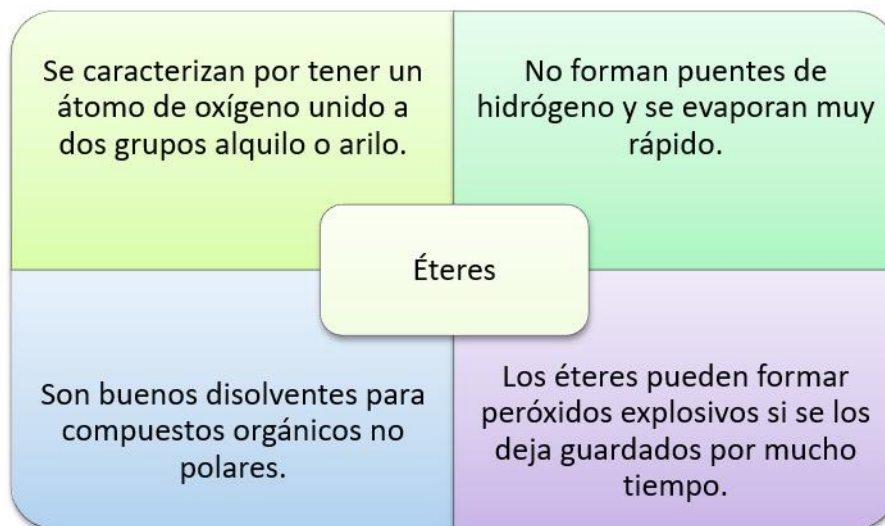 Se caracterizan por tener un
átomo de oxígeno unido a
dos grupos alquilo o arilo.
No forman puentes de
hidrógeno y se evaporan muy
rápido.
Éteres
Son buenos disolventes para
compuestos orgánicos no
polares.
Los éteres pueden formar
peróxidos explosivos si se los
deja guardados por mucho
tiempo.